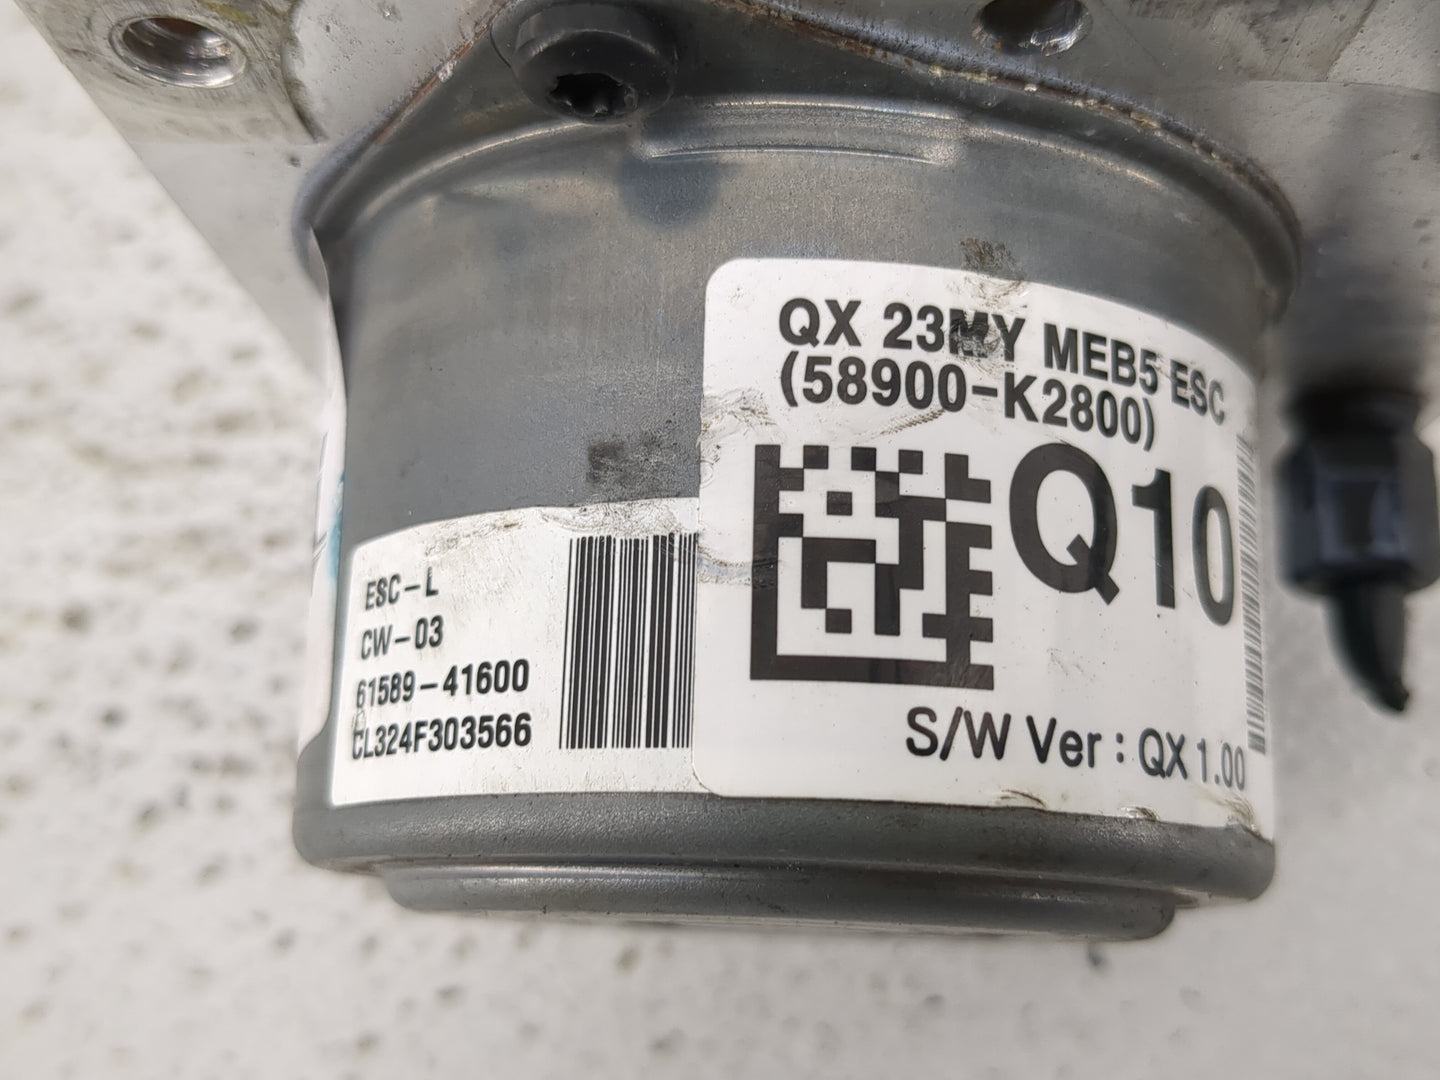 QX 23MY MEB5 ESC
(58900-K2800)
Q10
S/W Ver : QX 1.00
ESC-L
CW-03
61589-41600
CL324F303566